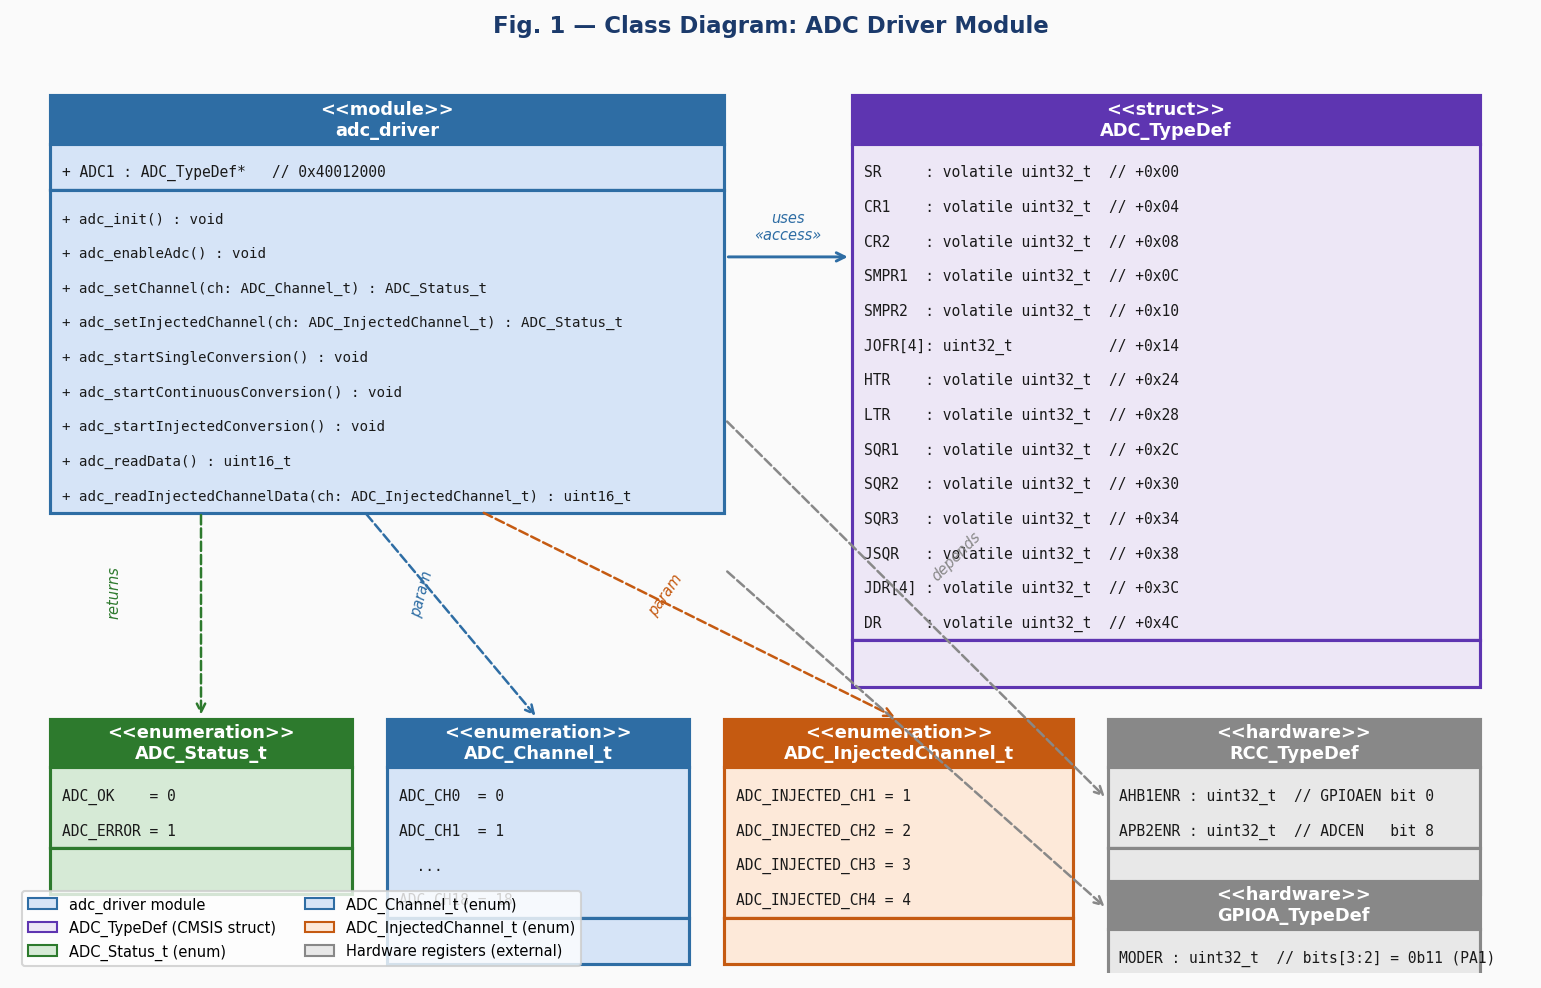 Fig. 1 — Class Diagram: ADC Driver Module
<<module>>
adc_driver
+ ADC1 : ADC_TypeDef*   // 0x40012000
+ adc_init() : void
+ adc_enableAdc() : void
+ adc_setChannel(ch: ADC_Channel_t) : ADC_Status_t
+ adc_setInjectedChannel(ch: ADC_InjectedChannel_t) : ADC_Status_t
+ adc_startSingleConversion() : void
+ adc_startContinuousConversion() : void
+ adc_startInjectedConversion() : void
+ adc_readData() : uint16_t
+ adc_readInjectedChannelData(ch: ADC_InjectedChannel_t) : uint16_t
uses
«access»
<<struct>>
ADC_TypeDef
SR     : volatile uint32_t  // +0x00
CR1    : volatile uint32_t  // +0x04
CR2    : volatile uint32_t  // +0x08
SMPR1  : volatile uint32_t  // +0x0C
SMPR2  : volatile uint32_t  // +0x10
JOFR[4]: uint32_t           // +0x14
HTR    : volatile uint32_t  // +0x24
LTR    : volatile uint32_t  // +0x28
SQR1   : volatile uint32_t  // +0x2C
SQR2   : volatile uint32_t  // +0x30
SQR3   : volatile uint32_t  // +0x34
JSQR   : volatile uint32_t  // +0x38
JDR[4] : volatile uint32_t  // +0x3C
DR     : volatile uint32_t  // +0x4C
returns
param
param
depends
<<enumeration>>
ADC_Status_t
ADC_OK    = 0
ADC_ERROR = 1
<<enumeration>>
ADC_Channel_t
ADC_CH0  = 0
ADC_CH1  = 1
...
ADC_CH18 = 18
<<enumeration>>
ADC_InjectedChannel_t
ADC_INJECTED_CH1 = 1
ADC_INJECTED_CH2 = 2
ADC_INJECTED_CH3 = 3
ADC_INJECTED_CH4 = 4
<<hardware>>
RCC_TypeDef
AHB1ENR : uint32_t  // GPIOAEN bit 0
APB2ENR : uint32_t  // ADCEN   bit 8
<<hardware>>
GPIOA_TypeDef
MODER : uint32_t  // bits[3:2] = 0b11 (PA1)
adc_driver module
ADC_TypeDef (CMSIS struct)
ADC_Status_t (enum)
ADC_Channel_t (enum)
ADC_InjectedChannel_t (enum)
Hardware registers (external)